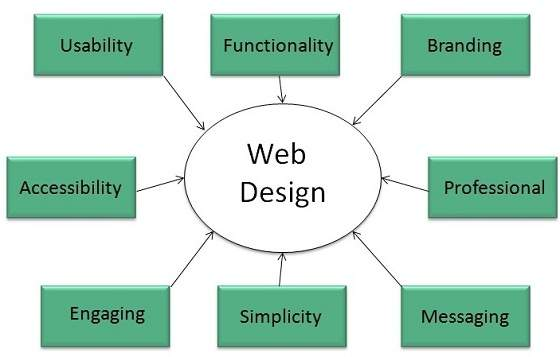 Usability
Functionality
Branding
Web
Design
Accessibility
Professional
Engaging
Simplicity
Messaging